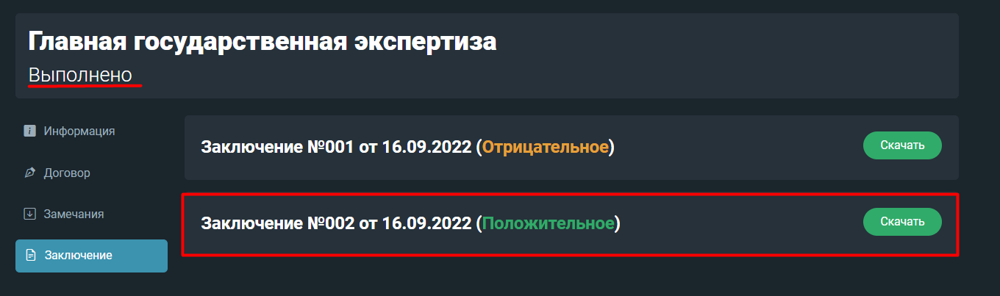 Главная государственная экспертиза
Выполнено
Информация
Договор
Замечания
Заключение
Заключение №001 от 16.09.2022 (Отрицательное)
Скачать
Заключение №002 от 16.09.2022 (Положительное)
Скачать